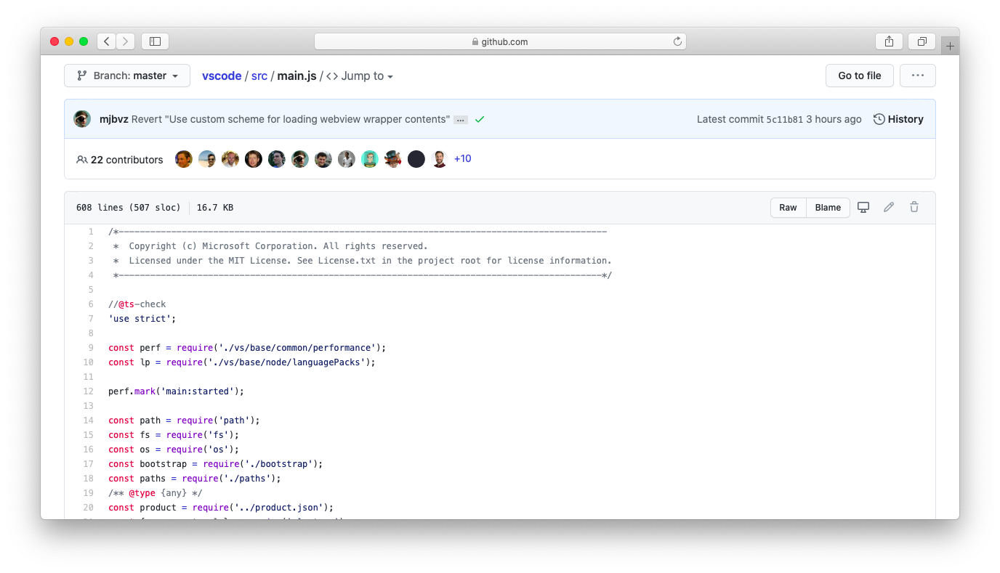 github.com
Branch: master vscode / src / main.js / <> Jump to Go to file ...
mjbvz Revert "Use custom scheme for loading webview wrapper contents" ... Latest commit 5c11b81 3 hours ago History
22 contributors +10
608 lines (507 sloc) 16.7 KB Raw Blame
1 /*---------------------------------------------------------------------------------------------
2 * Copyright (c) Microsoft Corporation. All rights reserved.
3 * Licensed under the MIT License. See License.txt in the project root for license information.
4 *--------------------------------------------------------------------------------------------*/
5
6 //@ts-check
7 'use strict';
8
9 const perf = require('./vs/base/common/performance');
10 const lp = require('./vs/base/node/languagePacks');
11
12 perf.mark('main:started');
13
14 const path = require('path');
15 const fs = require('fs');
16 const os = require('os');
17 const bootstrap = require('./bootstrap');
18 const paths = require('./paths');
19 /** @type {any} */
20 const product = require('../product.json');